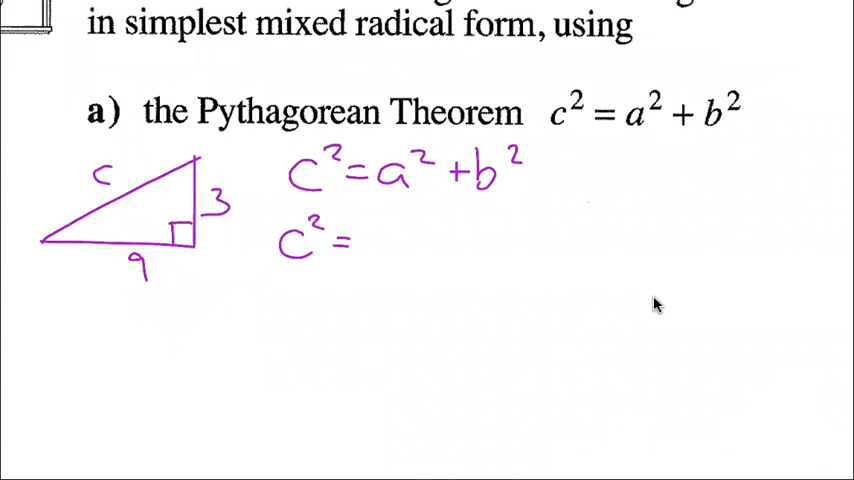 in simplest mixed radical form, using
a) the Pythagorean Theorem c² = a² + b²
c
3
9
c² = a² + b²
c² =